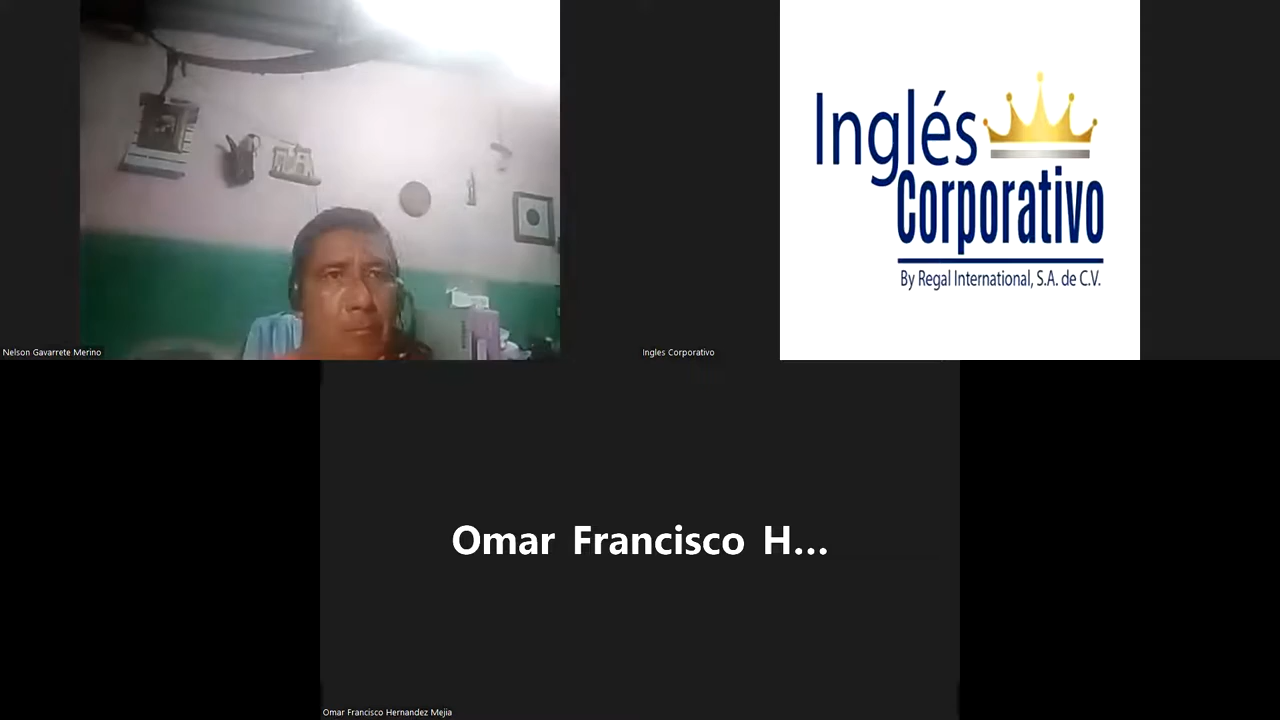 Inglés
Corporativo
By Regal International, S.A. de C.V.
Nelson Gavarrete Merino
Ingles Corporativo
Omar Francisco H...
Omar Francisco Hernandez Mejia